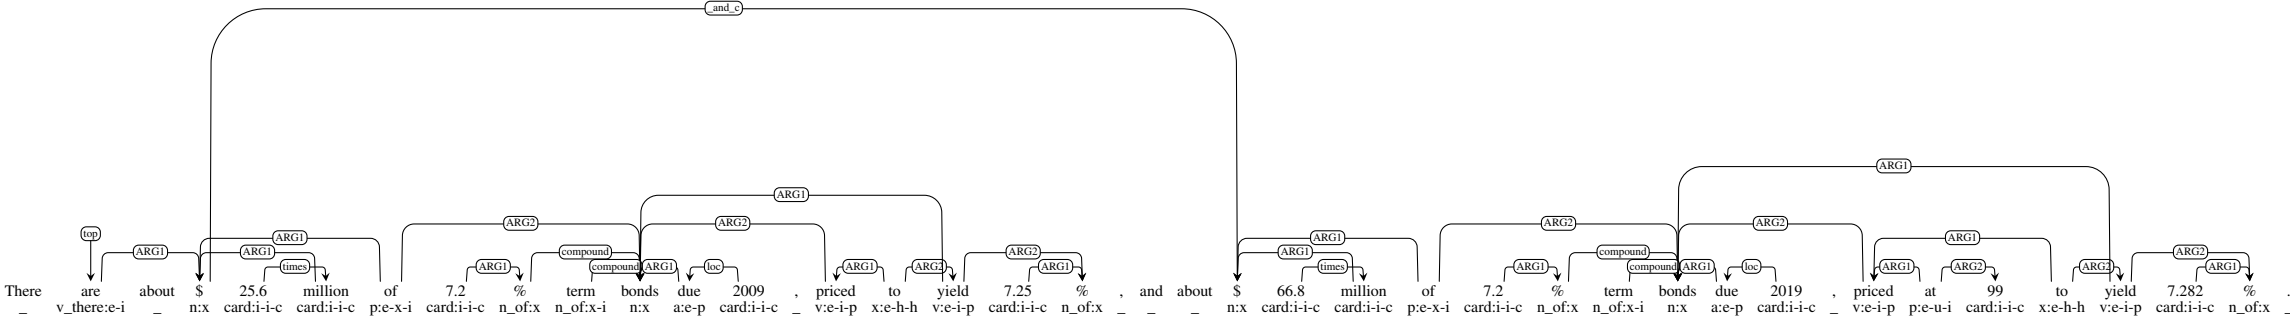 _and_c
ARG1
ARG1 ARG2 ARG2 ARG2 ARG2
top ARG1 ARG1 ARG1
ARG1 ARG1 compound ARG2 ARG1 compound ARG2
times ARG1 compound ARG1 loc ARG1 ARG2 ARG1 times ARG1 compound ARG1 loc ARG1 ARG2 ARG2 ARG1
There are about $ 25.6 million of 7.2 % term bonds due 2009 , priced to yield 7.25 % , and about $ 66.8 million of 7.2 % term bonds due 2019 , priced at 99 to yield 7.282 % .
_ v_there:e-i _ n:x card:i-i-c card:i-i-c p:e-x-i card:i-i-c n_of:x n_of:x-i n:x a:e-p card:i-i-c _ v:e-i-p x:e-h-h v:e-i-p card:i-i-c n_of:x _ _ _ n:x card:i-i-c card:i-i-c p:e-x-i card:i-i-c n_of:x n_of:x-i n:x a:e-p card:i-i-c _ v:e-i-p p:e-u-i card:i-i-c x:e-h-h v:e-i-p card:i-i-c n_of:x _